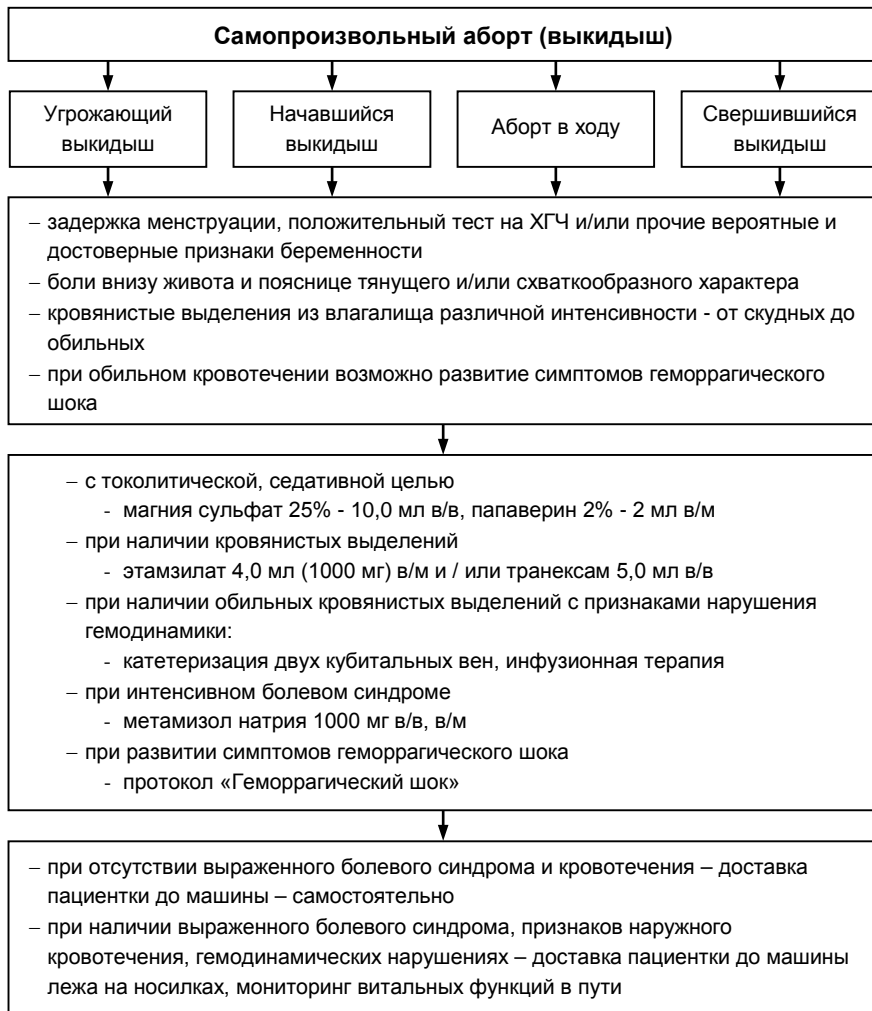 Самопроизвольный аборт (выкидыш)
Угрожающий
выкидыш
Начавшийся
выкидыш
Аборт в ходу
Свершившийся
выкидыш
– задержка менструации, положительный тест на ХГЧ и/или прочие вероятные и
достоверные признаки беременности
– боли внизу живота и пояснице тянущего и/или схваткообразного характера
– кровянистые выделения из влагалища различной интенсивности - от скудных до
обильных
– при обильном кровотечении возможно развитие симптомов геморрагического
шока
– с токолитической, седативной целью
- магния сульфат 25% - 10,0 мл в/в, папаверин 2% - 2 мл в/м
– при наличии кровянистых выделений
- этамзилат 4,0 мл (1000 мг) в/м и / или транексам 5,0 мл в/в
– при наличии обильных кровянистых выделений с признаками нарушения
гемодинамики:
- катетеризация двух кубитальных вен, инфузионная терапия
– при интенсивном болевом синдроме
- метамизол натрия 1000 мг в/в, в/м
– при развитии симптомов геморрагического шока
- протокол «Геморрагический шок»
– при отсутствии выраженного болевого синдрома и кровотечения – доставка
пациентки до машины – самостоятельно
– при наличии выраженного болевого синдрома, признаков наружного
кровотечения, гемодинамических нарушениях – доставка пациентки до машины
лежа на носилках, мониторинг витальных функций в пути